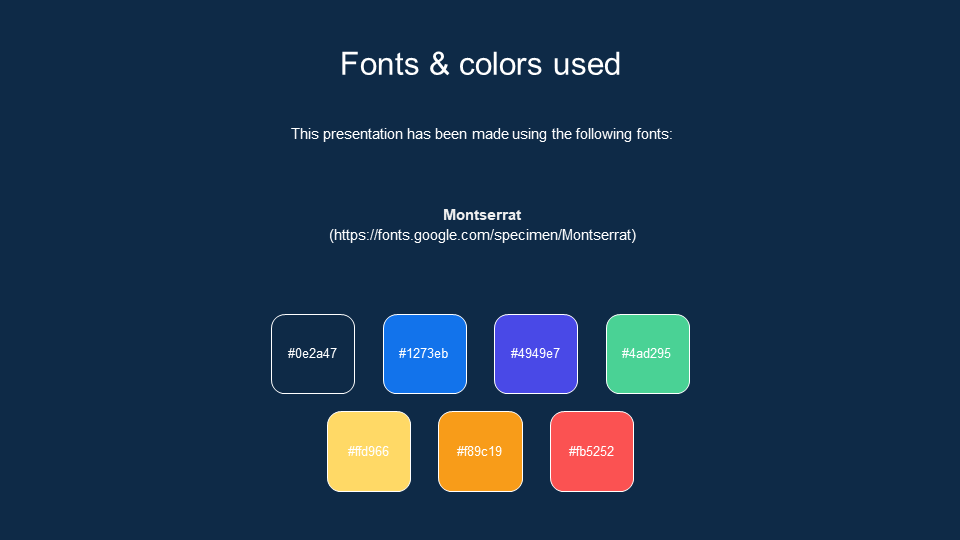 Fonts & colors used
This presentation has been made using the following fonts:
Montserrat
(https://fonts.google.com/specimen/Montserrat)
#0e2a47
#1273eb
#4949e7
#4ad295
#ffd966
#f89c19
#fb5252